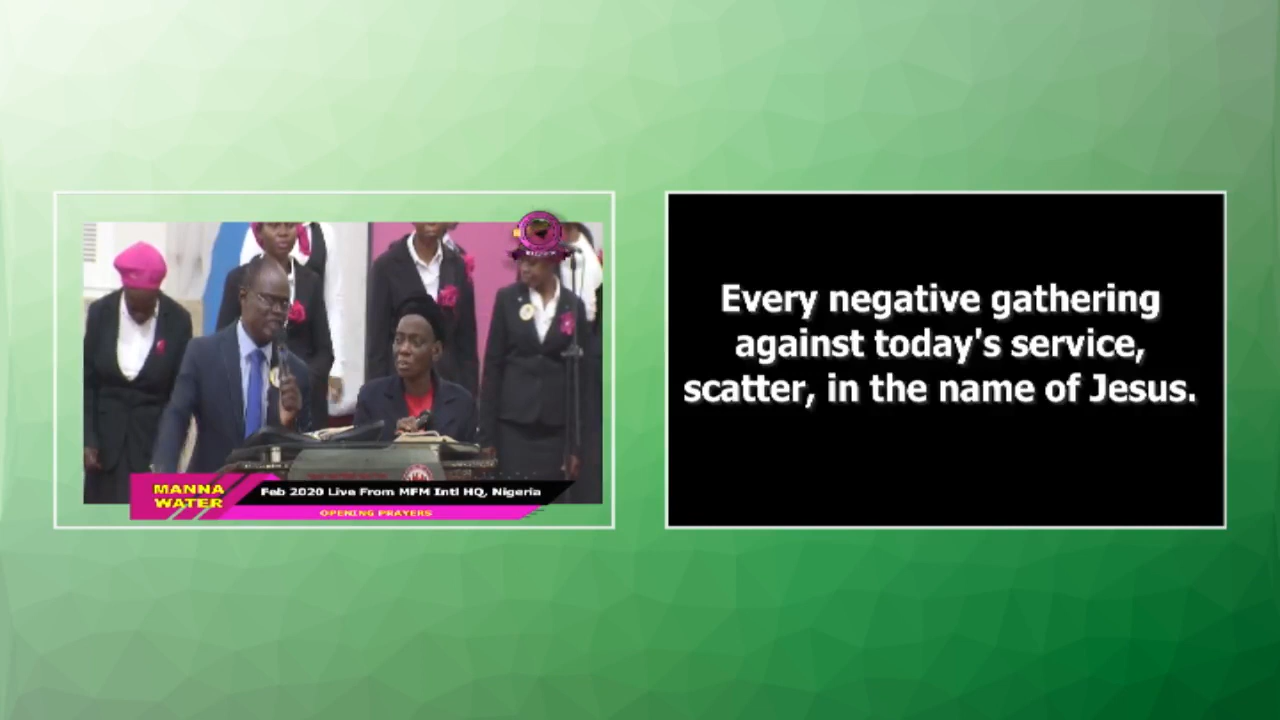 MANNA
WATER
Feb 2020 Live From MFM Intl HQ, Nigeria
OPENING PRAYERS
Every negative gathering
against today's service,
scatter, in the name of Jesus.